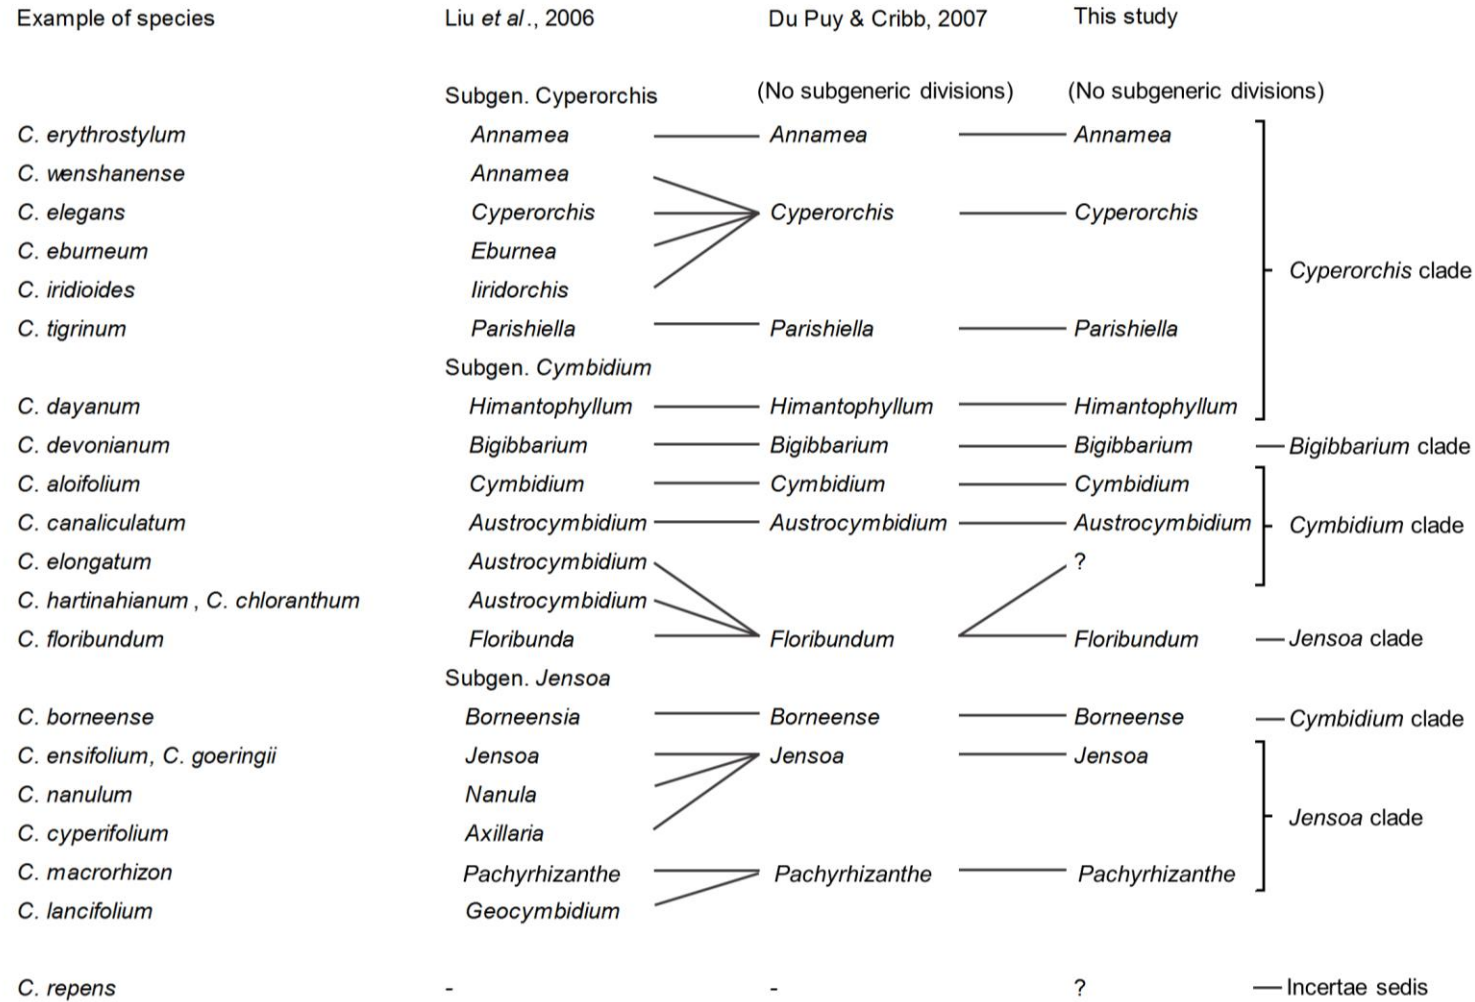 Example of species Liu et al., 2006 Du Puy & Cribb, 2007 This study
Subgen. Cyperorchis (No subgeneric divisions) (No subgeneric divisions)
C. erythrostylum Annamea Annamea Annamea
C. wenshanense Annamea
C. elegans Cyperorchis Cyperorchis Cyperorchis
C. eburneum Eburnea
Cyperorchis clade
C. iridioides Iiridorchis
C. tigrinum Parishiella Parishiella Parishiella
Subgen. Cymbidium
C. dayanum Himantophyllum Himantophyllum Himantophyllum
C. devonianum Bigibbarium Bigibbarium Bigibbarium Bigibbarium clade
C. aloifolium Cymbidium Cymbidium Cymbidium
C. canaliculatum Austrocymbidium Austrocymbidium Austrocymbidium Cymbidium clade
C. elongatum Austrocymbidium ?
C. hartinahianum , C. chloranthum Austrocymbidium
C. floribundum Floribunda Floribundum Floribundum Jensoa clade
Subgen. Jensoa
C. borneense Borneensia Borneense Borneense Cymbidium clade
C. ensifolium, C. goeringii Jensoa Jensoa Jensoa
C. nanulum Nanula
Jensoa clade
C. cyperifolium Axillaria
C. macrorhizon Pachyrhizanthe Pachyrhizanthe Pachyrhizanthe
C. lancifolium Geocymbidium
C. repens - - ? Incertae sedis